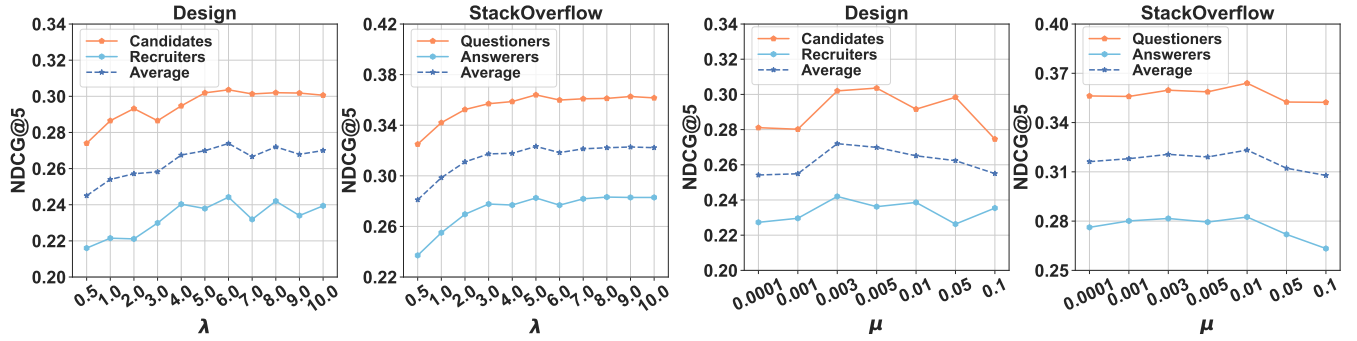 Design
NDCG@5
0.34
0.32
0.30
0.28
0.26
0.24
0.22
0.20
Candidates
Recruiters
Average
0.5 1.0 2.0 3.0 4.0 5.0 6.0 7.0 8.0 9.0 10.0
λ
StackOverflow
NDCG@5
0.42
0.38
0.34
0.30
0.26
0.22
Questioners
Answerers
Average
0.5 1.0 2.0 3.0 4.0 5.0 6.0 7.0 8.0 9.0 10.0
λ
Design
NDCG@5
0.34
0.32
0.30
0.28
0.26
0.24
0.22
0.20
Candidates
Recruiters
Average
0.0001 0.001 0.003 0.005 0.01 0.05 0.1
μ
StackOverflow
NDCG@5
0.40
0.37
0.34
0.31
0.28
0.25
Questioners
Answerers
Average
0.0001 0.001 0.003 0.005 0.01 0.05 0.1
μ